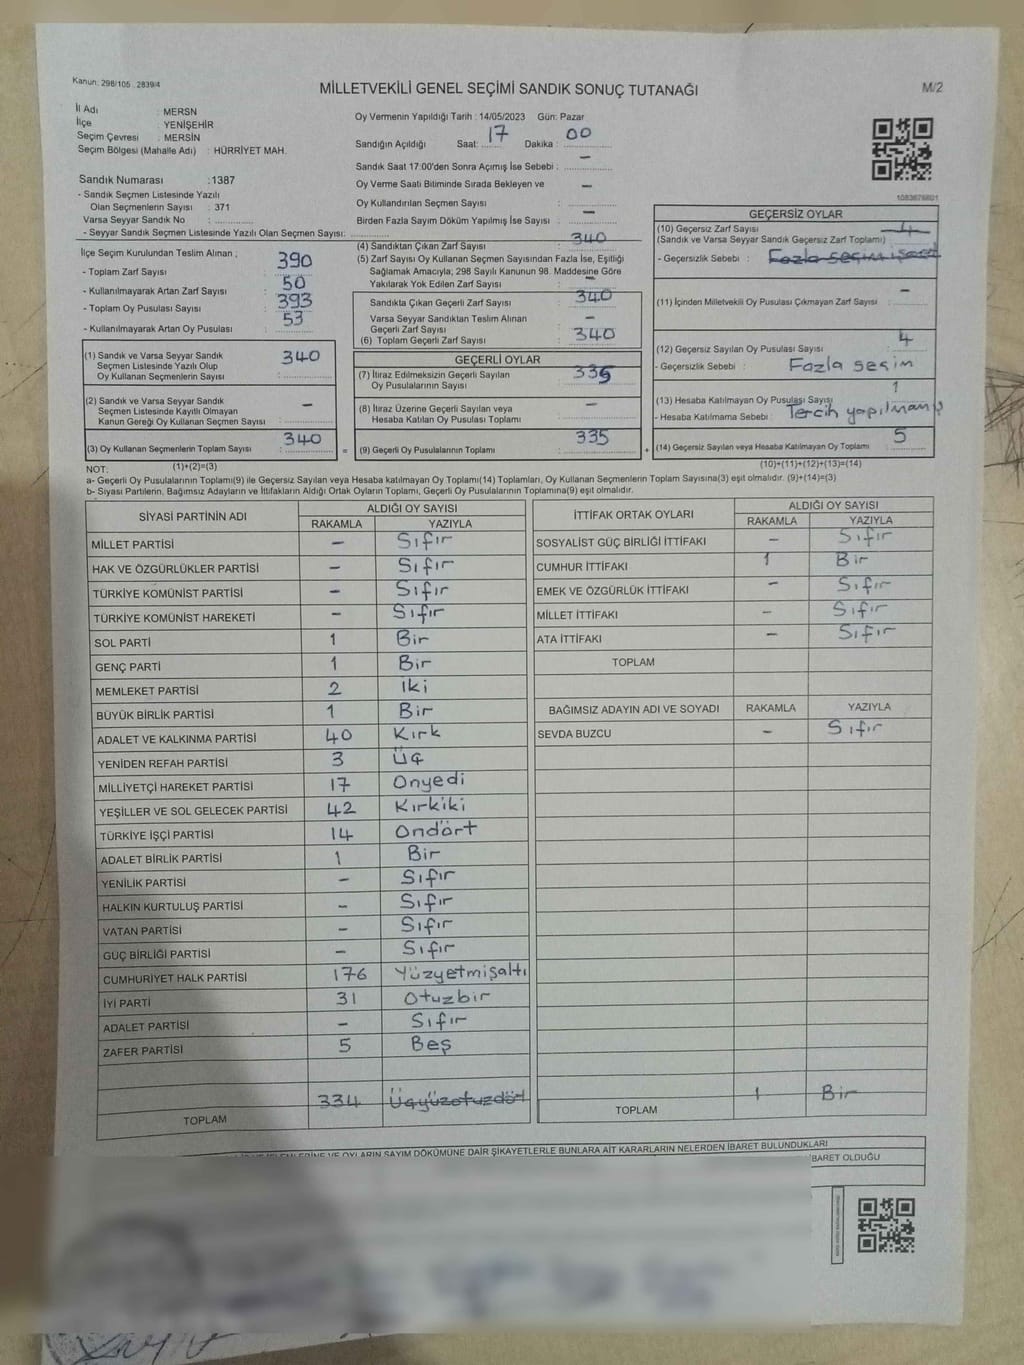 Kanun: 298/105 . 2839/4
MİLLETVEKİLİ GENEL SEÇİMİ SANDIK SONUÇ TUTANAĞI
M/2
İl Adı : MERSN
İlçe : YENİŞEHİR
Seçim Çevresi : MERSİN
Seçim Bölgesi (Mahalle Adı) : HÜRRİYET MAH.
Sandık Numarası :1387
- Sandık Seçmen Listesinde Yazılı
Olan Seçmenlerin Sayısı : 371
Varsa Seyyar Sandık No :
- Seyyar Sandık Seçmen Listesinde Yazılı Olan Seçmen Sayısı:
Oy Vermenin Yapıldığı Tarih : 14/05/2023 Gün: Pazar
Sandığın Açıldığı Saat: 17 Dakika : 00
Sandık Saat 17:00'den Sonra Açımış İse Sebebi : -
Oy Verme Saati Bitiminde Sırada Bekleyen ve -
Oy Kullandırılan Seçmen Sayısı :
Birden Fazla Sayım Döküm Yapılmış İse Sayısı : -
1083676601
İlçe Seçim Kurulundan Teslim Alınan ;
- Toplam Zarf Sayısı : 390
- Kullanılmayarak Artan Zarf Sayısı : 50
- Toplam Oy Pusulası Sayısı : 393
- Kullanılmayarak Artan Oy Pusulası : 53
(1) Sandık ve Varsa Seyyar Sandık 340
Seçmen Listesinde Yazılı Olup
Oy Kullanan Seçmenlerin Sayısı :
(2) Sandık ve Varsa Seyyar Sandık -
Seçmen Listesinde Kayıtlı Olmayan
Kanun Gereği Oy Kullanan Seçmen Sayısı :
(3) Oy Kullanan Seçmenlerin Toplam Sayısı : 340
(4) Sandıktan Çıkan Zarf Sayısı : 340
(5) Zarf Sayısı Oy Kullanan Seçmen Sayısından Fazla İse, Eşitliği
Sağlamak Amacıyla; 298 Sayılı Kanunun 98. Maddesine Göre
Yakılarak Yok Edilen Zarf Sayısı : -
Sandıkta Çıkan Geçerli Zarf Sayısı : 340
Varsa Seyyar Sandıktan Teslim Alınan
Geçerli Zarf Sayısı : -
(6) Toplam Geçerli Zarf Sayısı : 340
GEÇERLİ OYLAR
(7) İtiraz Edilmeksizin Geçerli Sayılan 335
Oy Pusulalarının Sayısı :
(8) İtiraz Üzerine Geçerli Sayılan veya -
Hesaba Katılan Oy Pusulası Toplamı :
= (9) Geçerli Oy Pusulalarının Toplamı : 335 +
GEÇERSİZ OYLAR
(10) Geçersiz Zarf Sayısı 4
(Sandık ve Varsa Seyyar Sandık Geçersiz Zarf Toplamı) :
- Geçersizlik Sebebi : Fazla seçim
(11) İçinden Milletvekili Oy Pusulası Çıkmayan Zarf Sayısı : -
(12) Geçersiz Sayılan Oy Pusulası Sayısı : 4
- Geçersizlik Sebebi : Fazla seçim
(13) Hesaba Katılmayan Oy Pusulası Sayısı 1
- Hesaba Katılmama Sebebi : Tercih yapılmamış
(14) Geçersiz Sayılan veya Hesaba Katılmayan Oy Toplamı : 5
NOT: (1)+(2)=(3)
(10)+(11)+(12)+(13)=(14)
a- Geçerli Oy Pusulalarının Toplamı(9) ile Geçersiz Sayılan veya Hesaba katılmayan Oy Toplamı(14) Toplamları, Oy Kullanan Seçmenlerin Toplam Sayısına(3) eşit olmalıdır. (9)+(14)=(3)
b- Siyasi Partilerin, Bağımsız Adayların ve İttifakların Aldığı Ortak Oyların Toplamı, Geçerli Oy Pusulalarının Toplamına(9) eşit olmalıdır.
SİYASİ PARTİNİN ADI ALDIĞI OY SAYISI
RAKAMLA YAZIYLA
MİLLET PARTİSİ - Sıfır
HAK VE ÖZGÜRLÜKLER PARTİSİ - Sıfır
TÜRKİYE KOMÜNİST PARTİSİ - Sıfır
TÜRKİYE KOMÜNİST HAREKETİ - Sıfır
SOL PARTİ 1 Bir
GENÇ PARTİ 1 Bir
MEMLEKET PARTİSİ 2 İki
BÜYÜK BİRLİK PARTİSİ 1 Bir
ADALET VE KALKINMA PARTİSİ 40 Kırk
YENİDEN REFAH PARTİSİ 3 Üç
MİLLİYETÇİ HAREKET PARTİSİ 17 Onyedi
YEŞİLLER VE SOL GELECEK PARTİSİ 42 Kırkiki
TÜRKİYE İŞÇİ PARTİSİ 14 Ondört
ADALET BİRLİK PARTİSİ 1 Bir
YENİLİK PARTİSİ - Sıfır
HALKIN KURTULUŞ PARTİSİ - Sıfır
VATAN PARTİSİ - Sıfır
GÜÇ BİRLİĞİ PARTİSİ - Sıfır
CUMHURİYET HALK PARTİSİ 176 Yüzyetmişaltı
İYİ PARTİ 31 Otuzbir
ADALET PARTİSİ - Sıfır
ZAFER PARTİSİ 5 Beş
TOPLAM 334 Üçyüzotuzdört
İTTİFAK ORTAK OYLARI ALDIĞI OY SAYISI
RAKAMLA YAZIYLA
SOSYALİST GÜÇ BİRLİĞİ İTTİFAKI - Sıfır
CUMHUR İTTİFAKI 1 Bir
EMEK VE ÖZGÜRLÜK İTTİFAKI - Sıfır
MİLLET İTTİFAKI - Sıfır
ATA İTTİFAKI - Sıfır
TOPLAM
BAĞIMSIZ ADAYIN ADI VE SOYADI RAKAMLA YAZIYLA
SEVDA BUZCU - Sıfır
TOPLAM 1 Bir
OYLARIN SAYIM DÖKÜMÜNE DAİR ŞİKAYETLERLE BUNLARA AİT KARARLARIN NELERDEN İBARET BULUNDUKLARI
İBARET OLDUĞU